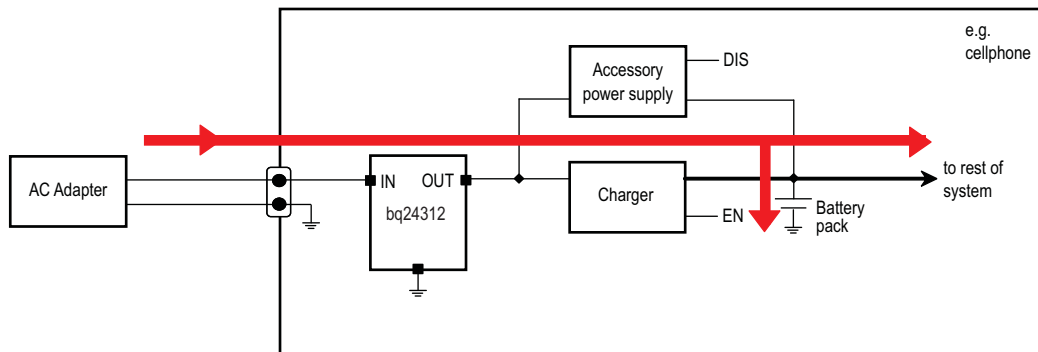 e.g.
cellphone
Accessory
power supply
DIS
AC Adapter
IN
OUT
bq24312
Charger
EN
to rest of
system
Battery
pack